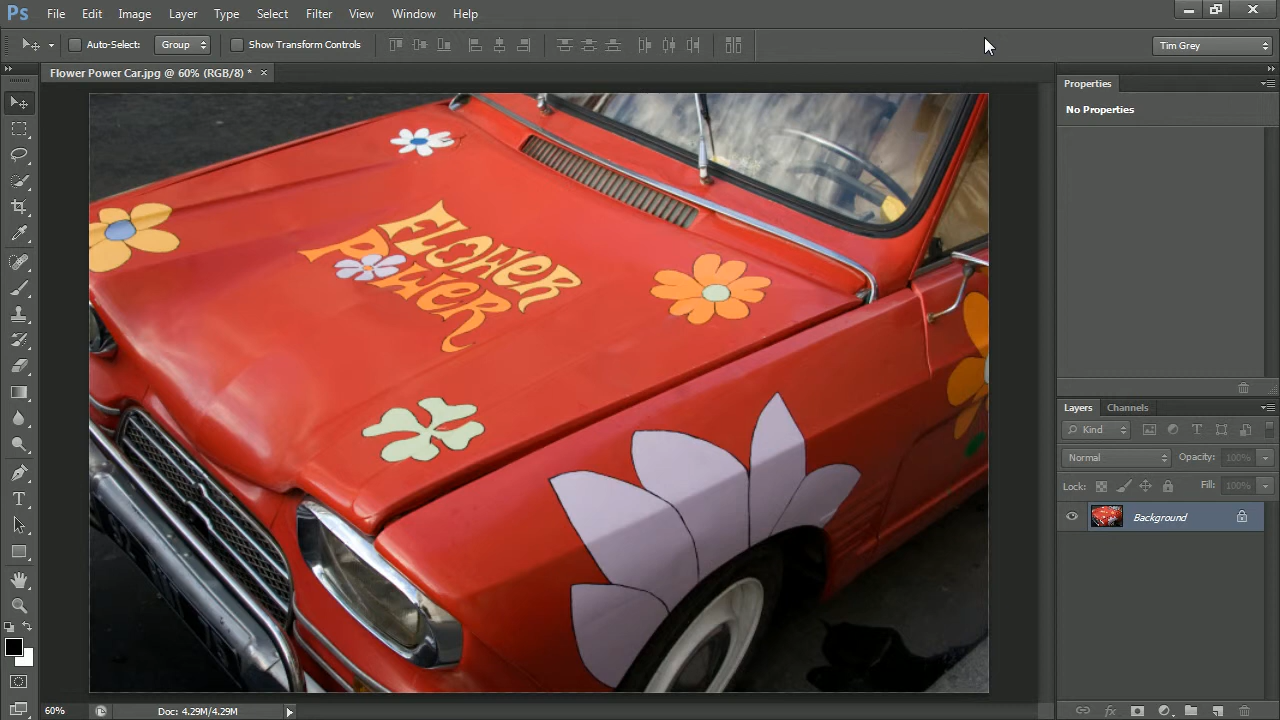 Ps File Edit Image Layer Type Select Filter View Window Help
Auto-Select: Group Show Transform Controls Tim Grey
Flower Power Car.jpg @ 60% (RGB/8) * ×
Properties
No Properties
FLOWER
POWER
Layers Channels
Kind
Normal Opacity: 100%
Lock: Fill: 100%
Background
60% Doc: 4.29M/4.29M